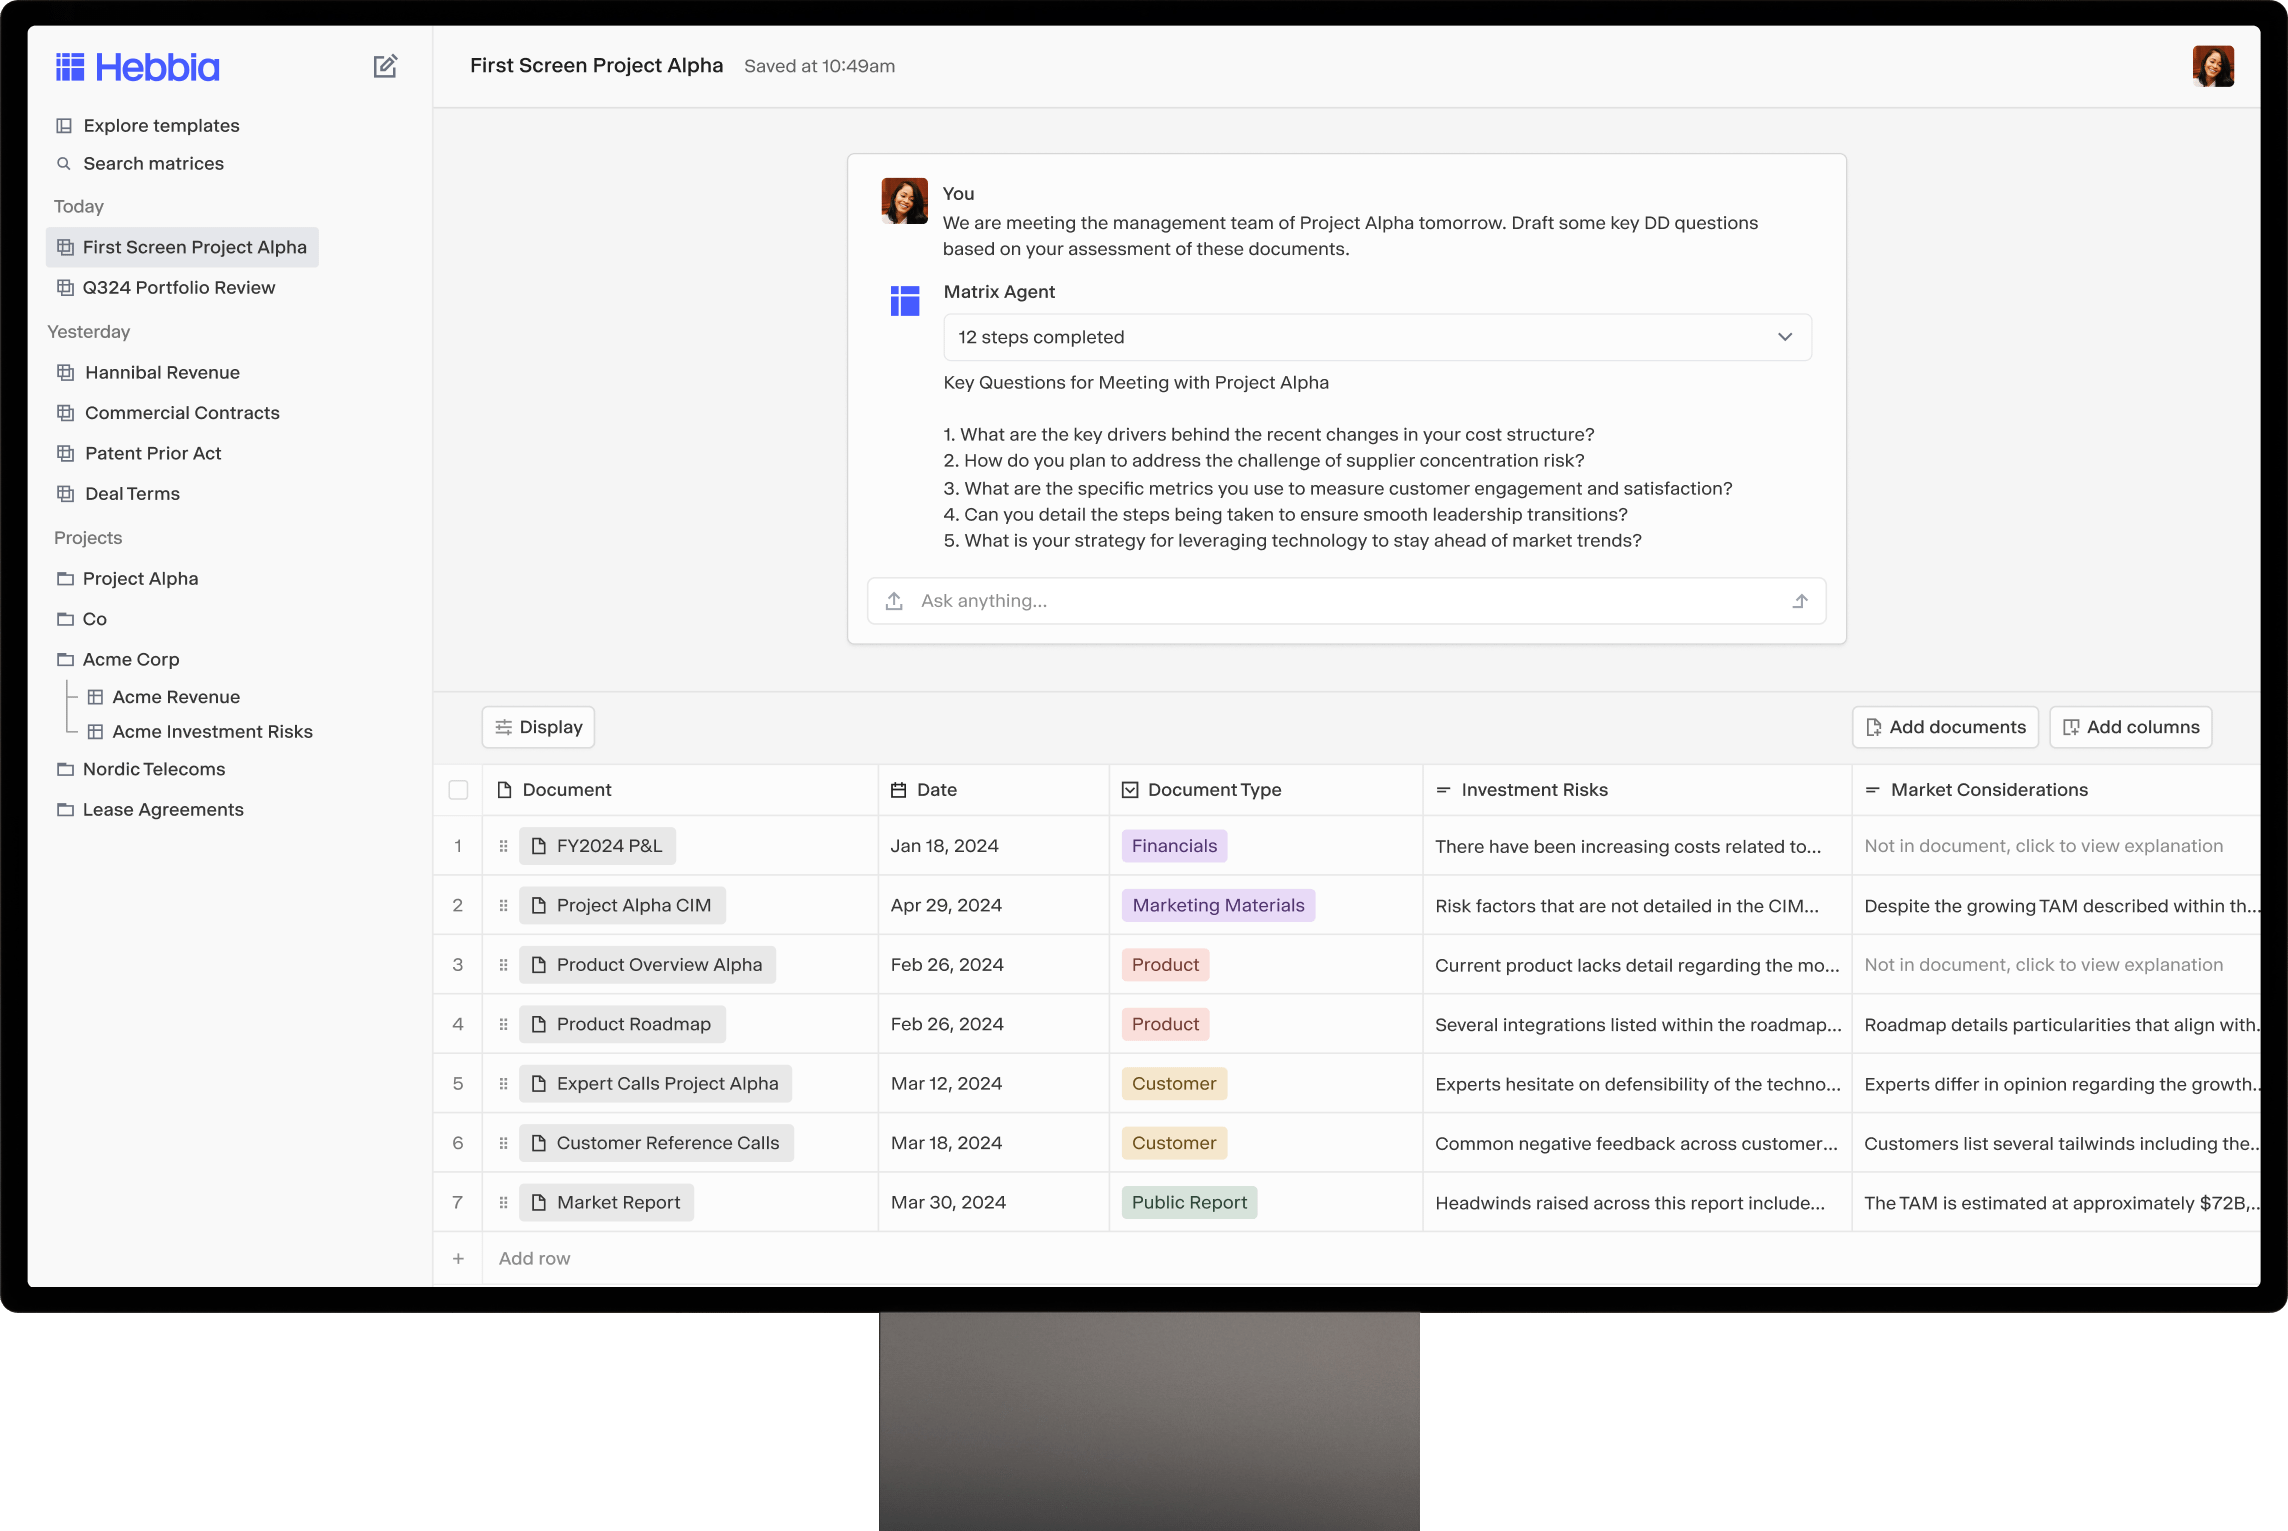 Hebbia
Explore templates
Search matrices
Today
First Screen Project Alpha
Q324 Portfolio Review
Yesterday
Hannibal Revenue
Commercial Contracts
Patent Prior Act
Deal Terms
Projects
Project Alpha
Co
Acme Corp
Acme Revenue
Acme Investment Risks
Nordic Telecoms
Lease Agreements
First Screen Project Alpha Saved at 10:49am
You
We are meeting the management team of Project Alpha tomorrow. Draft some key DD questions
based on your assessment of these documents.
Matrix Agent
12 steps completed
Key Questions for Meeting with Project Alpha
1. What are the key drivers behind the recent changes in your cost structure?
2. How do you plan to address the challenge of supplier concentration risk?
3. What are the specific metrics you use to measure customer engagement and satisfaction?
4. Can you detail the steps being taken to ensure smooth leadership transitions?
5. What is your strategy for leveraging technology to stay ahead of market trends?
Ask anything...
Display Add documents Add columns
Document Date Document Type Investment Risks Market Considerations
1 FY2024 P&L Jan 18, 2024 Financials There have been increasing costs related to... Not in document, click to view explanation
2 Project Alpha CIM Apr 29, 2024 Marketing Materials Risk factors that are not detailed in the CIM... Despite the growing TAM described within th...
3 Product Overview Alpha Feb 26, 2024 Product Current product lacks detail regarding the mo... Not in document, click to view explanation
4 Product Roadmap Feb 26, 2024 Product Several integrations listed within the roadmap... Roadmap details particularities that align with..
5 Expert Calls Project Alpha Mar 12, 2024 Customer Experts hesitate on defensibility of the techno... Experts differ in opinion regarding the growth..
6 Customer Reference Calls Mar 18, 2024 Customer Common negative feedback across customer... Customers list several tailwinds including the..
7 Market Report Mar 30, 2024 Public Report Headwinds raised across this report include... The TAM is estimated at approximately $72B,..
+ Add row